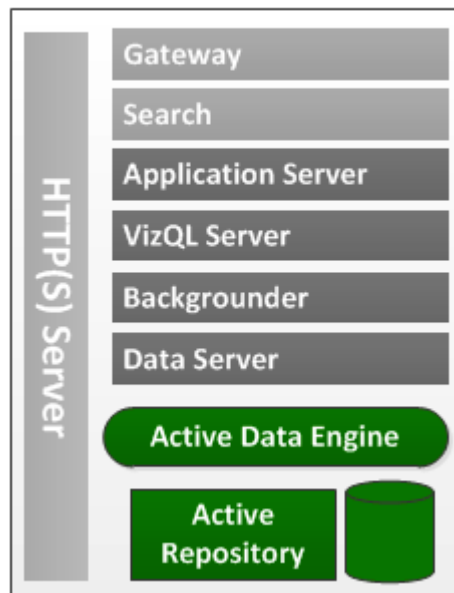 HTTP(S) Server
Gateway
Search
Application Server
VizQL Server
Backgrounder
Data Server
Active Data Engine
Active
Repository